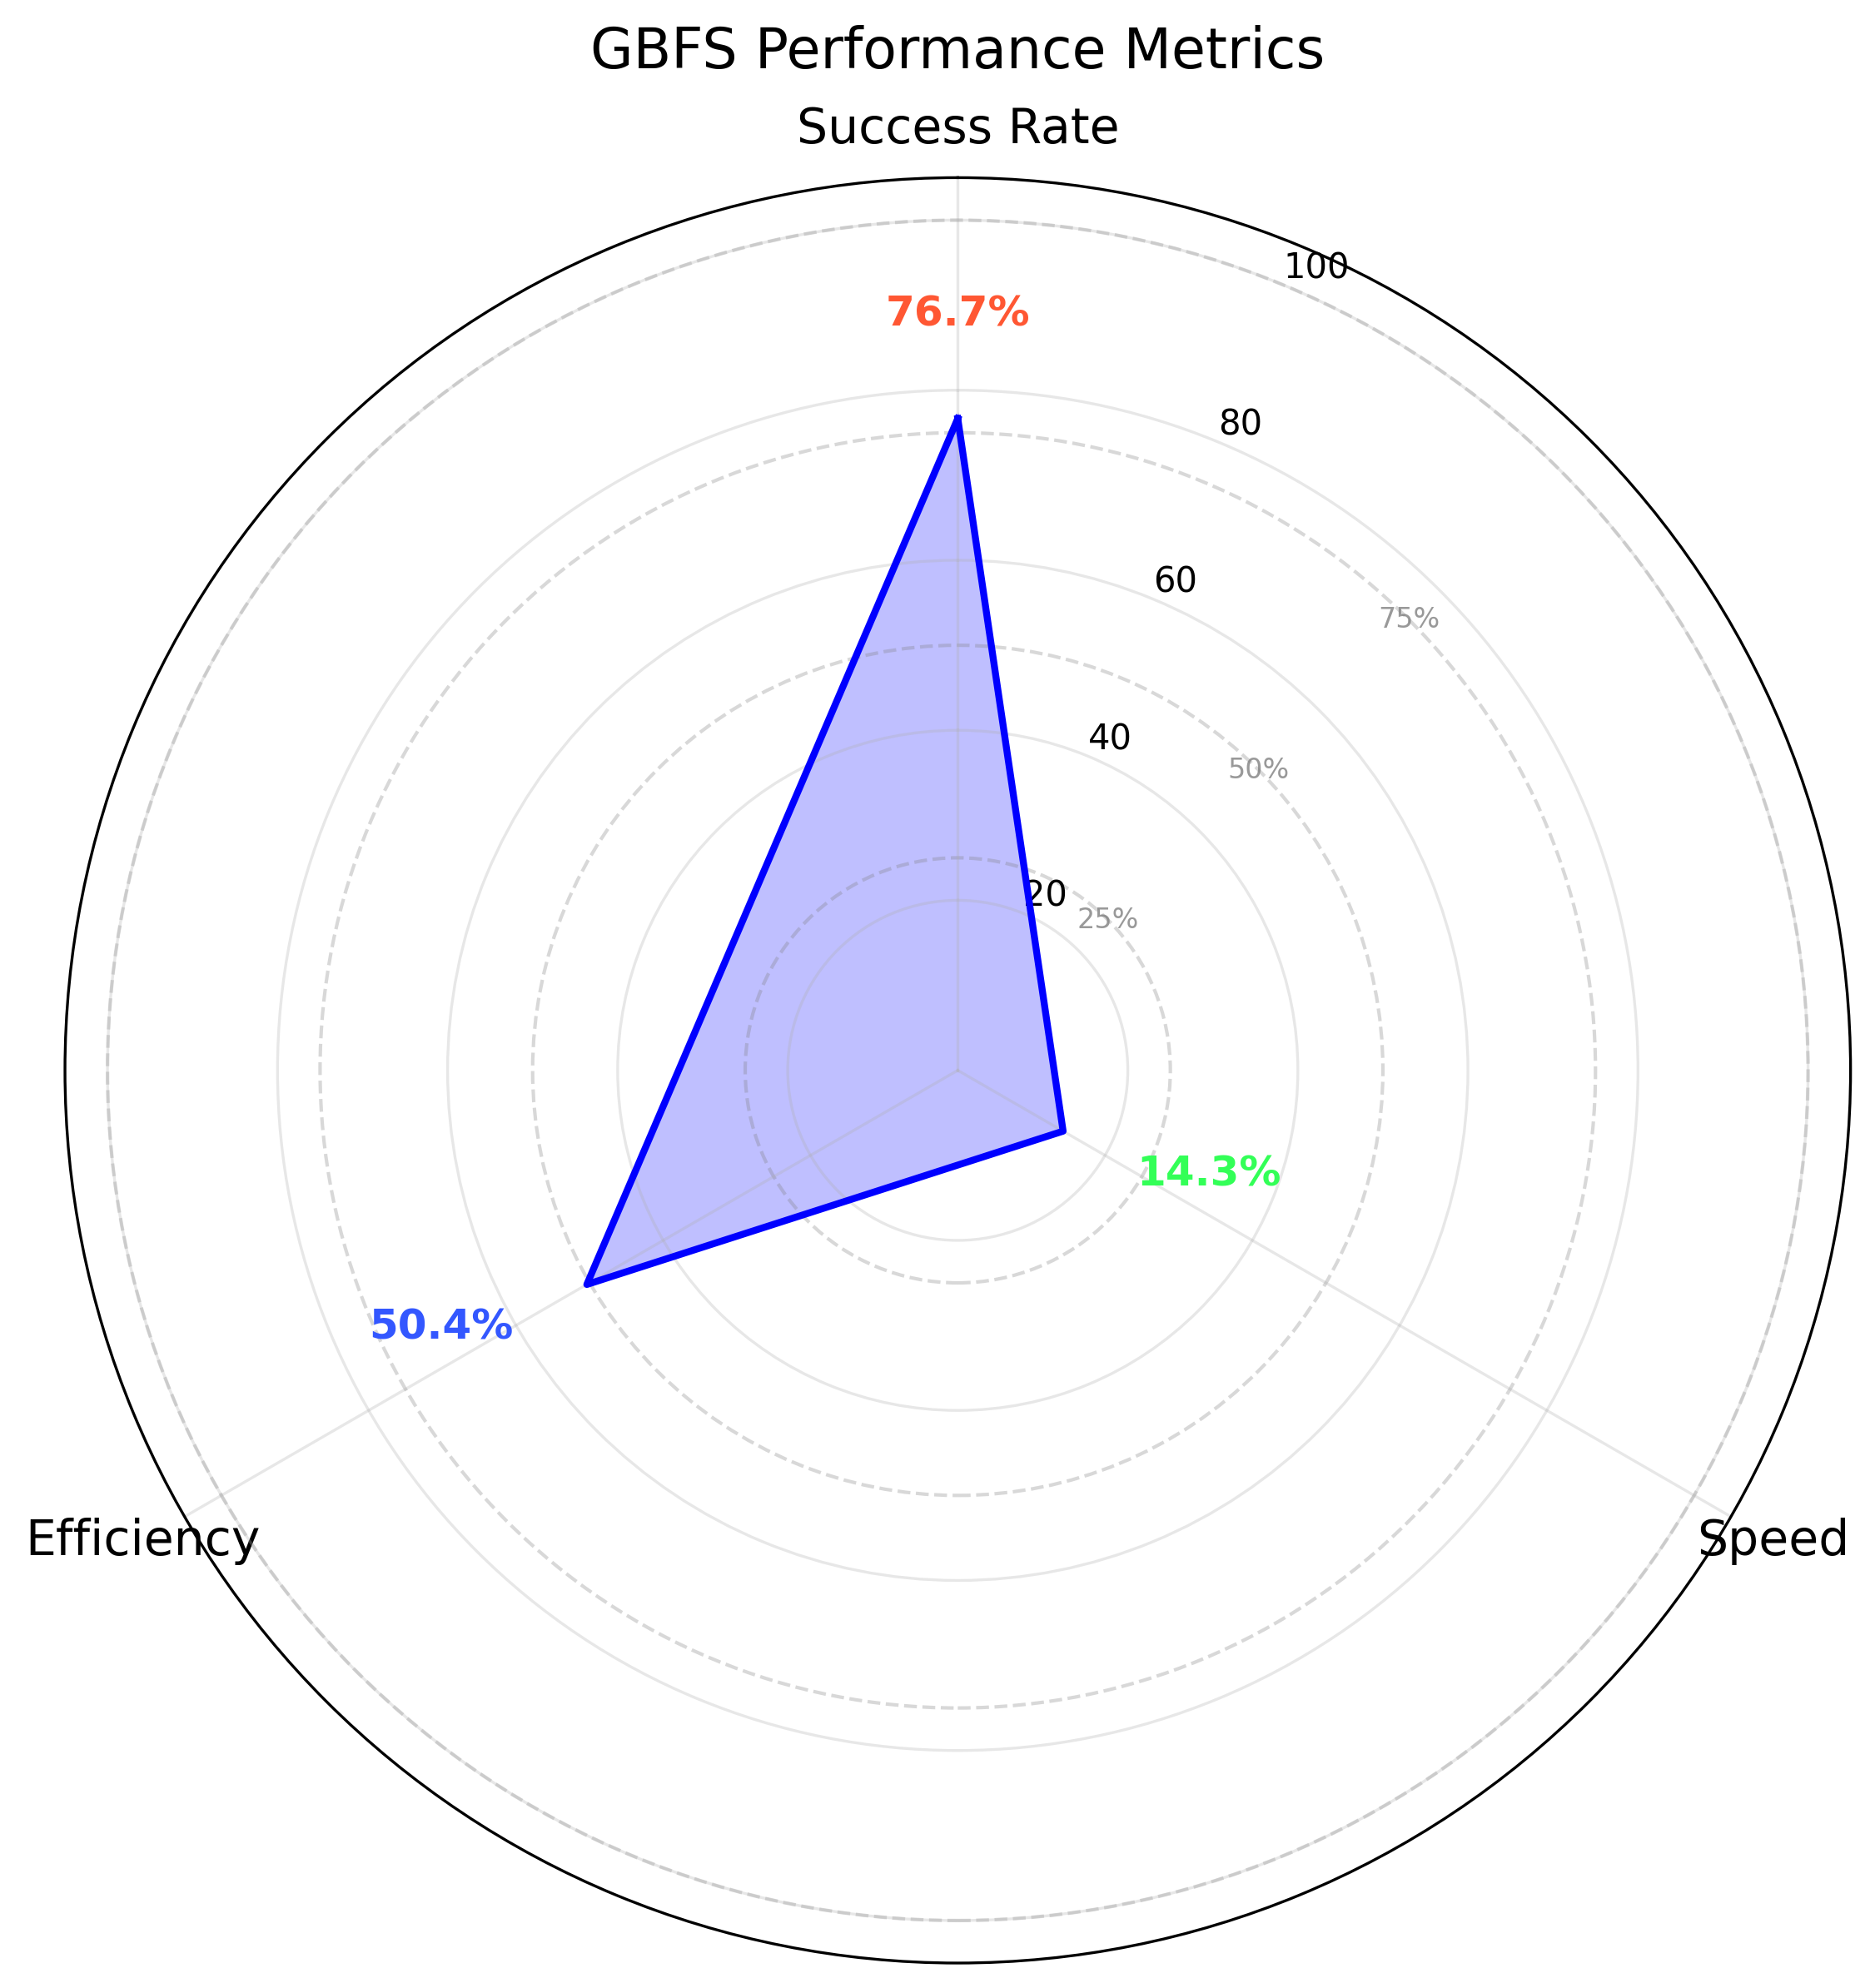 GBFS Performance Metrics
Success Rate
100
76.7%
80
60
75%
40
50%
20
25%
14.3%
50.4%
Efficiency
Speed